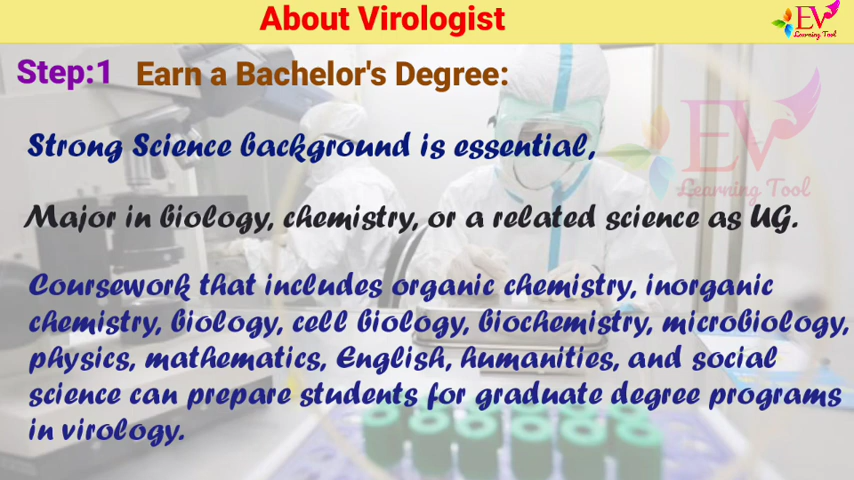 About Virologist
EV
Learning Tool
Step:1 Earn a Bachelor's Degree:
Strong Science background is essential,
EV
Learning Tool
Major in biology, chemistry, or a related science as UG.
Coursework that includes organic chemistry, inorganic
chemistry, biology, cell biology, biochemistry, microbiology,
physics, mathematics, English, humanities, and social
science can prepare students for graduate degree programs
in virology.